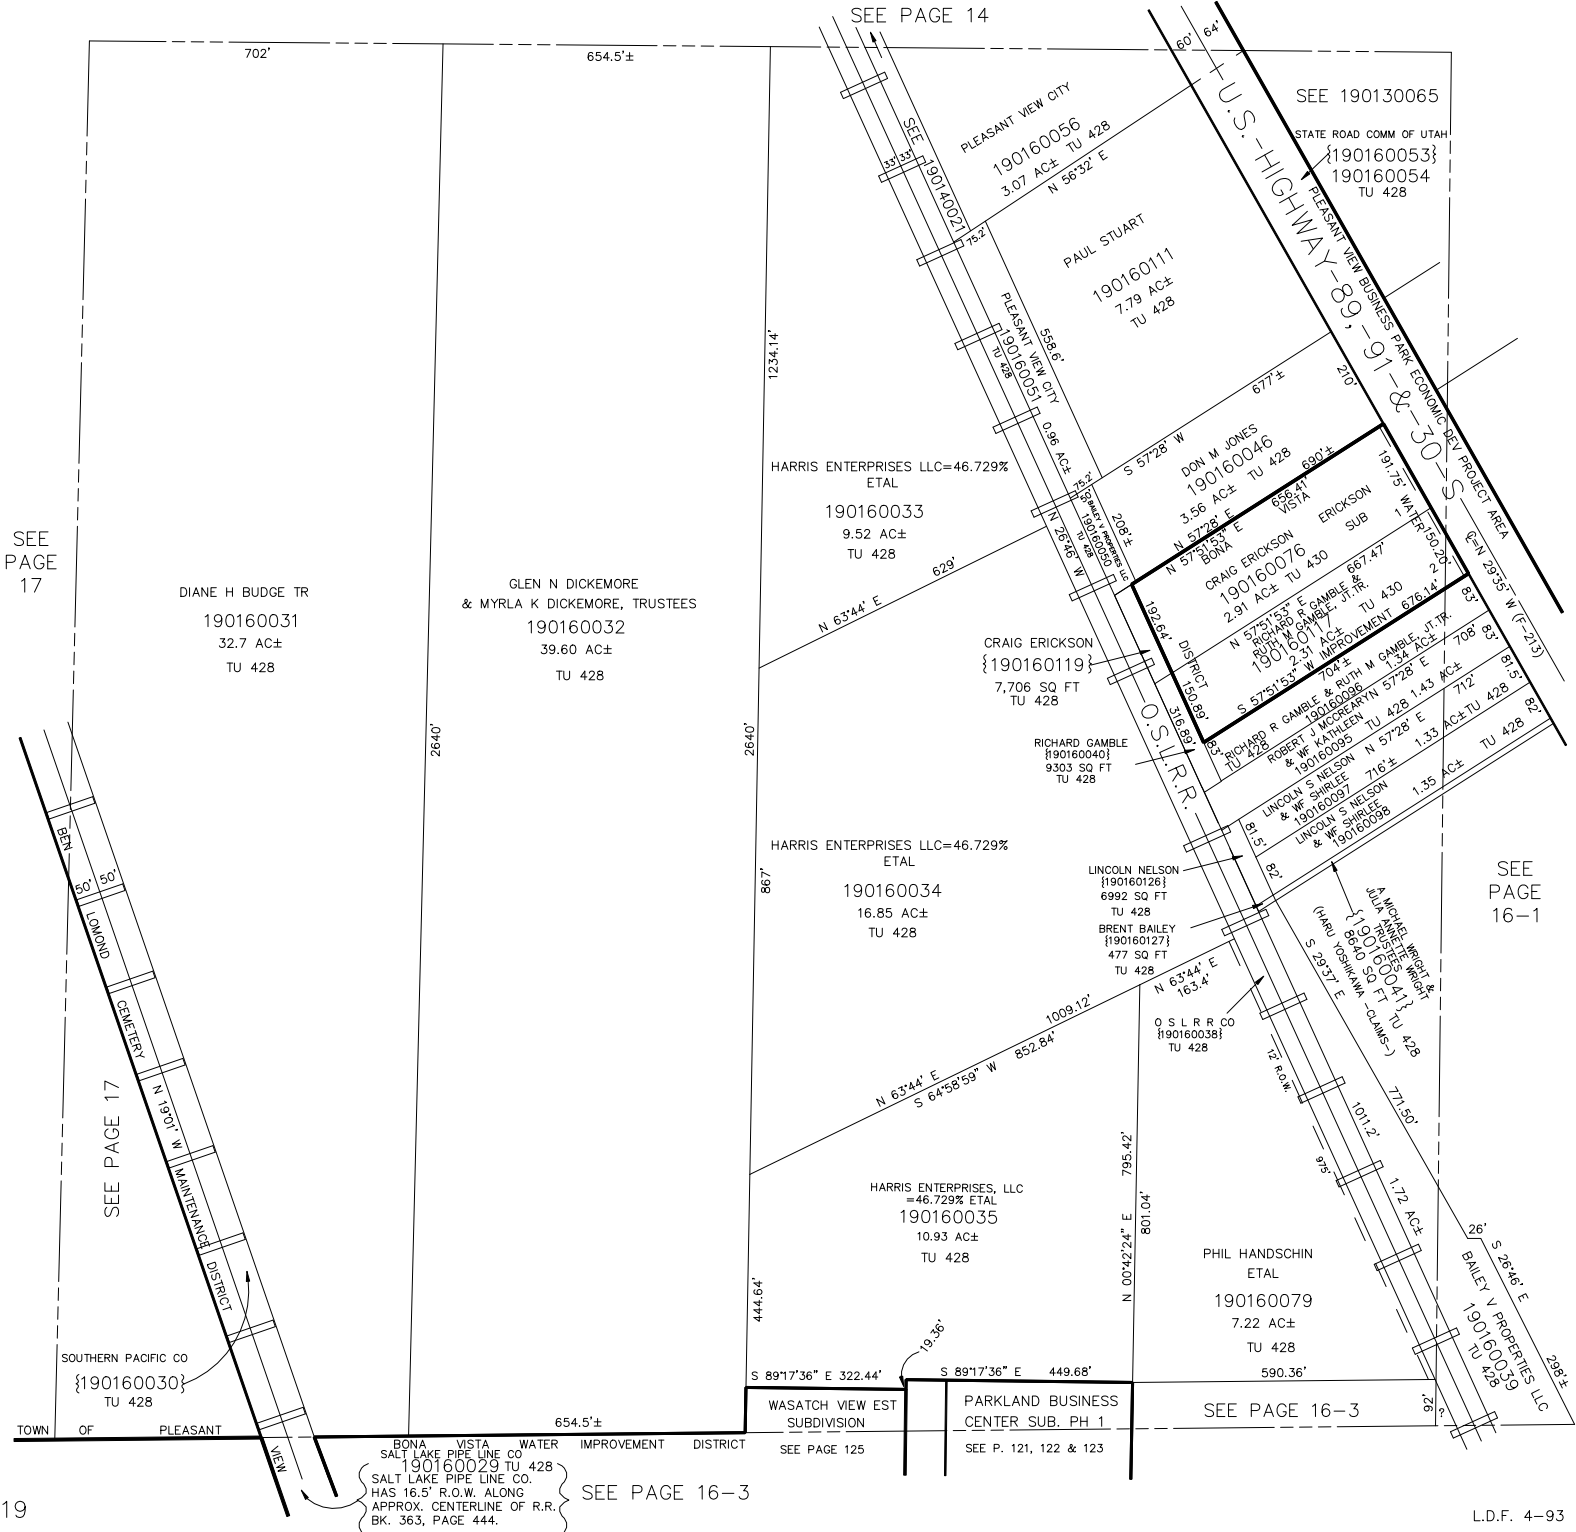 SEE PAGE 14
702'
654.5'±
60' 64'
SEE 190130065
STATE ROAD COMM OF UTAH
{190160053}
190160054
TU 428
U.S.-HIGHWAY-89,-91-&-30-S
PLEASANT VIEW BUSINESS PARK ECONOMIC DEV PROJECT AREA
₵=N 29°35' W (F-213)
33' 33'
SEE 190140021
PLEASANT VIEW CITY
190160056
3.07 AC± TU 428
N 56°32' E
75.2'
PAUL STUART
190160111
7.79 AC±
TU 428
558.6'
PLEASANT VIEW CITY
190160051 0.96 AC±
TU 428
677'±
S 57°28' W
210'
DON M JONES
190160046
3.56 AC± TU 428
690'±
N 57°28' E 656.41'
N 57°51'53" E
BONA VISTA WATER
IMPROVEMENT DISTRICT
208'±
75.2'
50'
BAILEY V PROPERTIES LLC
190160050
TU 428
N 26°46' W
191.75'
CRAIG ERICKSON
190160076
2.91 AC± TU 430
ERICKSON SUB
1
667.47'
N 57°51'53" E
150.20'
2
RICHARD R GAMBLE &
RUTH M GAMBLE, JT.TR.
190160117
2.31 AC± TU 430
S 57°51'53" W 676.14'
192.64'
150.89'
316.89'
83'
83'
704'±
RICHARD R GAMBLE & RUTH M GAMBLE, JT.TR.
TU 428 190160096 1.34 AC±
83'
N 57°28' E 708'
ROBERT J MCCREARY
& WF KATHLEEN
190160095 TU 428 1.43 AC±
81.5'
N 57°28' E 712'
LINCOLN S NELSON
& WF SHIRLEE
190160097 1.33 AC± TU 428
82'
716'±
LINCOLN S NELSON
& WF SHIRLEE
190160098 1.35 AC± TU 428
81.5'
82'
1234.14'
HARRIS ENTERPRISES LLC=46.729%
ETAL
190160033
9.52 AC±
TU 428
629'
N 63°44' E
SEE
PAGE
17
DIANE H BUDGE TR
190160031
32.7 AC±
TU 428
GLEN N DICKEMORE
& MYRLA K DICKEMORE, TRUSTEES
190160032
39.60 AC±
TU 428
2640'
2640'
CRAIG ERICKSON
{190160119}
7,706 SQ FT
TU 428
RICHARD GAMBLE
{190160040}
9303 SQ FT
TU 428
O.S.L.R.R.
HARRIS ENTERPRISES LLC=46.729%
ETAL
190160034
16.85 AC±
TU 428
867'
LINCOLN NELSON
{190160126}
6992 SQ FT
TU 428
BRENT BAILEY
{190160127}
477 SQ FT
TU 428
SEE
PAGE
16-1
A MICHAEL WRIGHT &
JULIA ANNETTE WRIGHT
TRUSTEES
{190160041}
8640 SQ FT TU 428
(HARU YOSHIKAWA -CLAIMS-)
S 29°37' E
771.50'
N 63°44' E
163.4'
1009.12'
852.84'
N 63°44' E
S 64°58'59" W
O S L R R CO
{190160038}
TU 428
12' R.O.W.
1011.2'
975'
1.72 AC±
50' 50'
BEN LOMOND CEMETERY MAINTENANCE DISTRICT
N 19°01' W
SEE PAGE 17
HARRIS ENTERPRISES, LLC
=46.729% ETAL
190160035
10.93 AC±
TU 428
795.42'
801.04'
N 00°42'24" E
444.64'
PHIL HANDSCHIN
ETAL
190160079
7.22 AC±
TU 428
26'
S 26°46' E
BAILEY V PROPERTIES LLC
190160039
TU 428
298'±
SOUTHERN PACIFIC CO
{190160030}
TU 428
19.36'
S 89°17'36" E 322.44'
S 89°17'36" E 449.68'
590.36'
92'
?
WASATCH VIEW EST
SUBDIVISION
SEE PAGE 125
PARKLAND BUSINESS
CENTER SUB. PH 1
SEE P. 121, 122 & 123
SEE PAGE 16-3
TOWN OF PLEASANT VIEW
654.5'±
BONA VISTA WATER IMPROVEMENT DISTRICT
SALT LAKE PIPE LINE CO
190160029 TU 428
SALT LAKE PIPE LINE CO.
HAS 16.5' R.O.W. ALONG
APPROX. CENTERLINE OF R.R.
BK. 363, PAGE 444.
SEE PAGE 16-3
19
L.D.F. 4-93